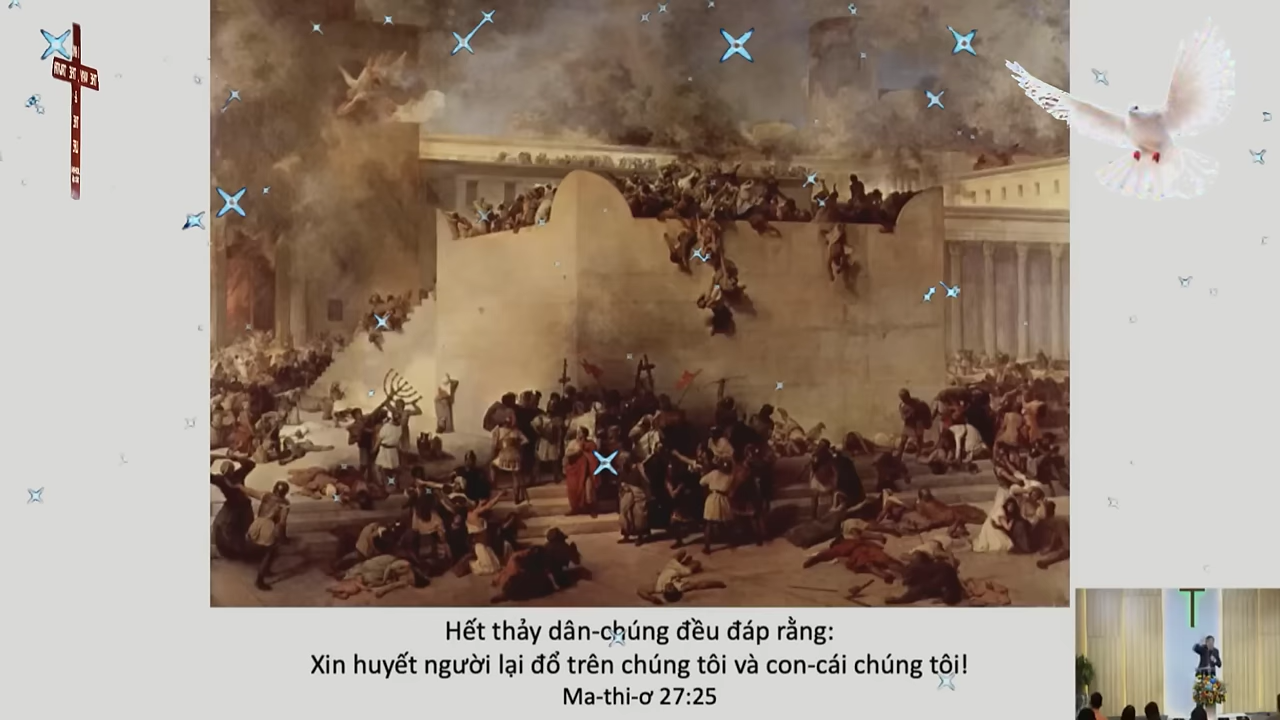 Hết thảy dân-chúng đều đáp rằng:
Xin huyết người lại đổ trên chúng tôi và con-cái chúng tôi!
Ma-thi-ơ 27:25